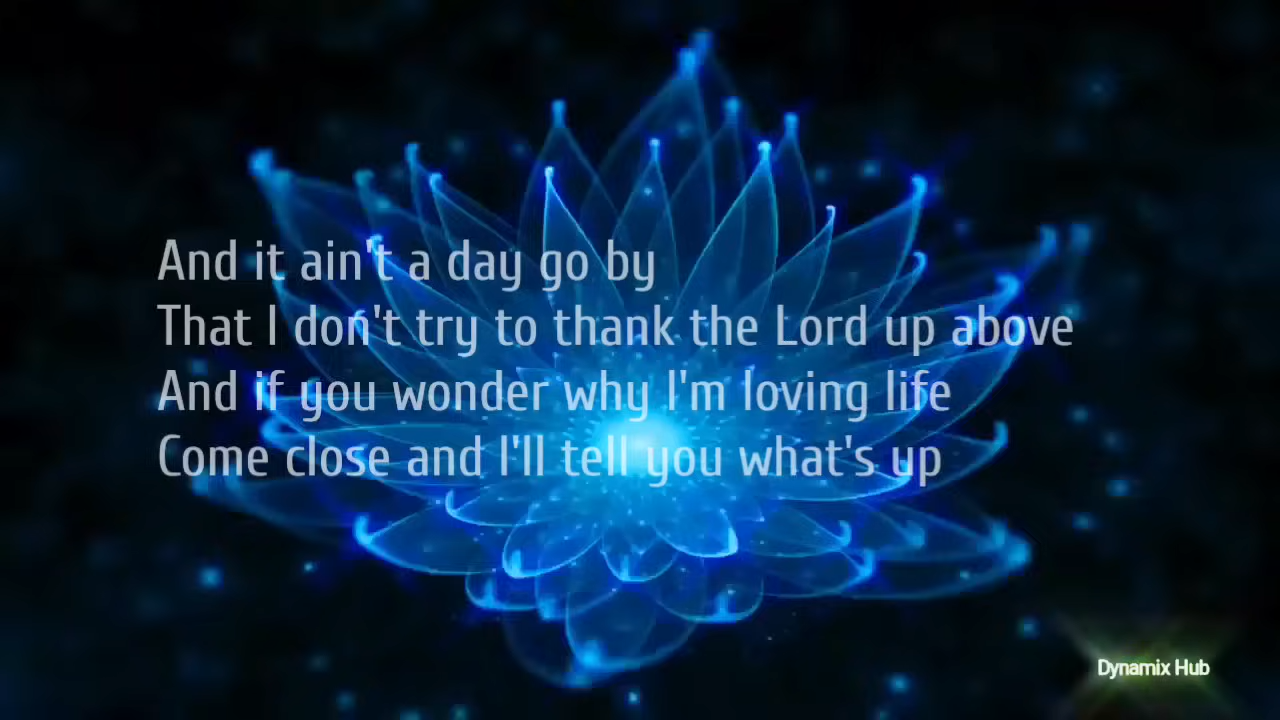 And it ain't a day go by
That I don't try to thank the Lord up above
And if you wonder why I'm loving life
Come close and I'll tell you what's up
Dynamix Hub